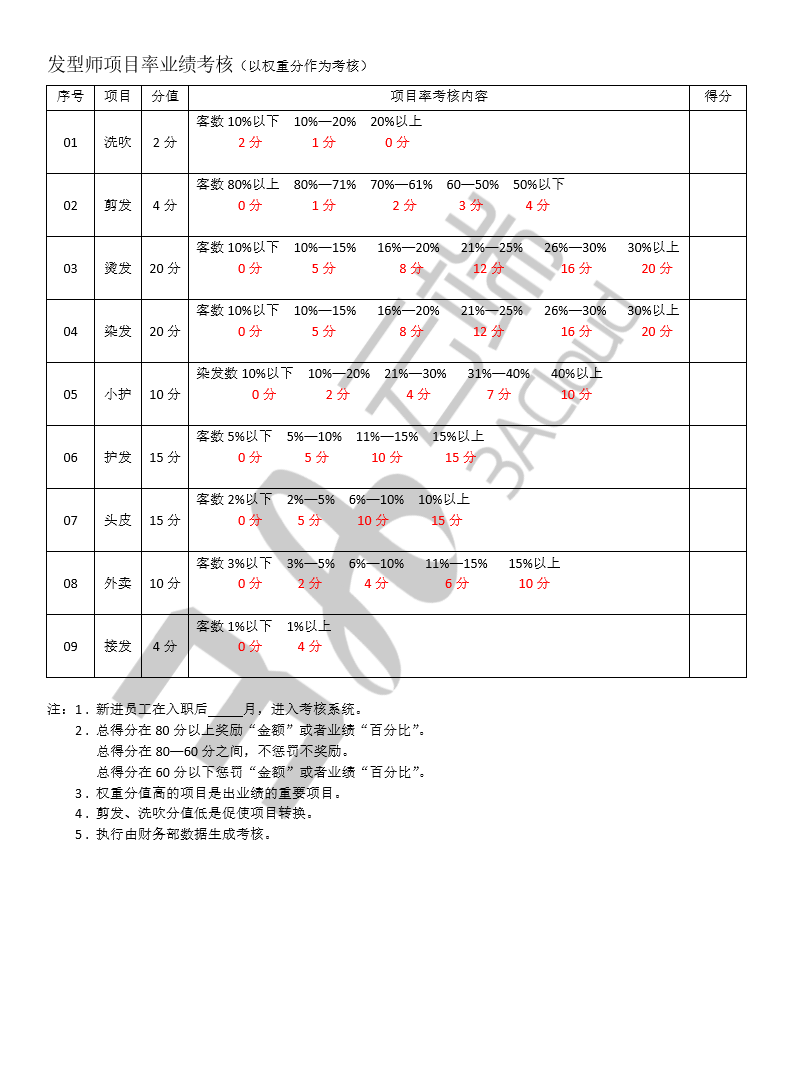 发型师项目率业绩考核（以权重分作为考核）
序号 项目 分值 项目率考核内容 得分
01 洗吹 2 分 客数 10%以下 10%—20% 20%以上
2 分 1 分 0 分
02 剪发 4 分 客数 80%以上 80%—71% 70%—61% 60—50% 50%以下
0 分 1 分 2 分 3 分 4 分
03 烫发 20 分 客数 10%以下 10%—15% 16%—20% 21%—25% 26%—30% 30%以上
0 分 5 分 8 分 12 分 16 分 20 分
04 染发 20 分 客数 10%以下 10%—15% 16%—20% 21%—25% 26%—30% 30%以上
0 分 5 分 8 分 12 分 16 分 20 分
05 小护 10 分 染发数 10%以下 10%—20% 21%—30% 31%—40% 40%以上
0 分 2 分 4 分 7 分 10 分
06 护发 15 分 客数 5%以下 5%—10% 11%—15% 15%以上
0 分 5 分 10 分 15 分
07 头皮 15 分 客数 2%以下 2%—5% 6%—10% 10%以上
0 分 5 分 10 分 15 分
08 外卖 10 分 客数 3%以下 3%—5% 6%—10% 11%—15% 15%以上
0 分 2 分 4 分 6 分 10 分
09 接发 4 分 客数 1%以下 1%以上
0 分 4 分
注：1．新进员工在入职后_____月，进入考核系统。
2．总得分在 80 分以上奖励“金额”或者业绩“百分比”。
总得分在 80—60 分之间，不惩罚不奖励。
总得分在 60 分以下惩罚“金额”或者业绩“百分比”。
3．权重分值高的项目是出业绩的重要项目。
4．剪发、洗吹分值低是促使项目转换。
5．执行由财务部数据生成考核。
3A云端
3ACloud